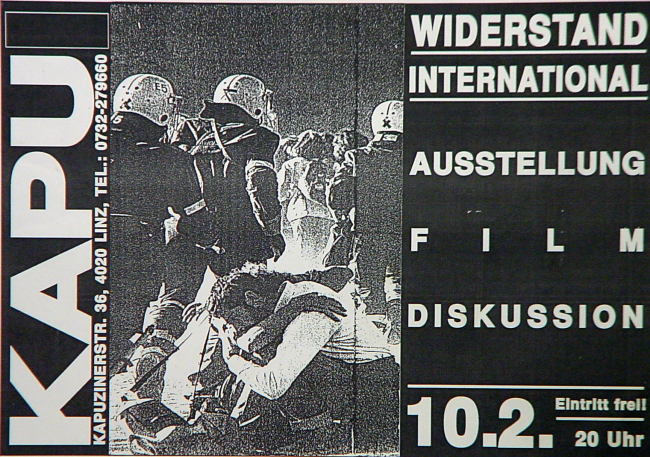 KAPU
KAPUZINERSTR. 36, 4020 LINZ, TEL.: 0732-279660
WIDERSTAND
INTERNATIONAL
AUSSTELLUNG
FILM
DISKUSSION
10.2.
Eintritt frei!
20 Uhr